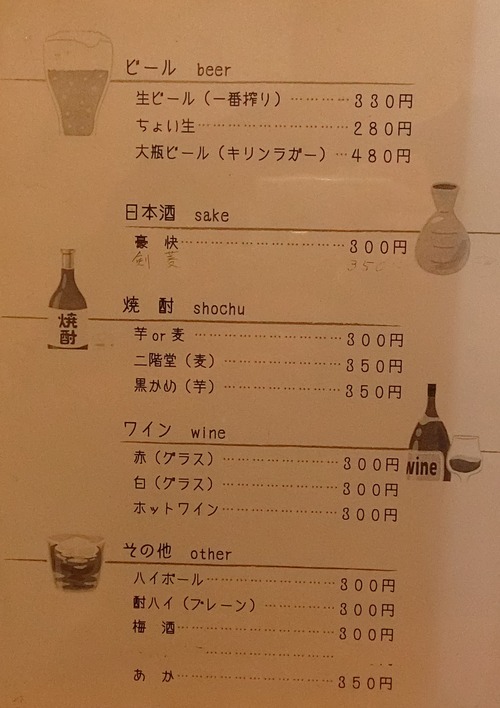 ビール beer
生ビール（一番搾り）…………330円
ちょい生………………280円
大瓶ビール（キリンラガー）…480円
日本酒 sake
豪 快………………300円
剣 菱 350
焼 酎 shochu
焼酎
芋or麦………………300円
二階堂（麦）…………350円
黒かめ（芋）…………350円
ワイン wine
赤（グラス）…………300円
wine
白（グラス）…………300円
ホットワイン…………300円
その他 other
ハイボール……………300円
酎ハイ（プレーン）………300円
梅 酒………………300円
あ か………………350円